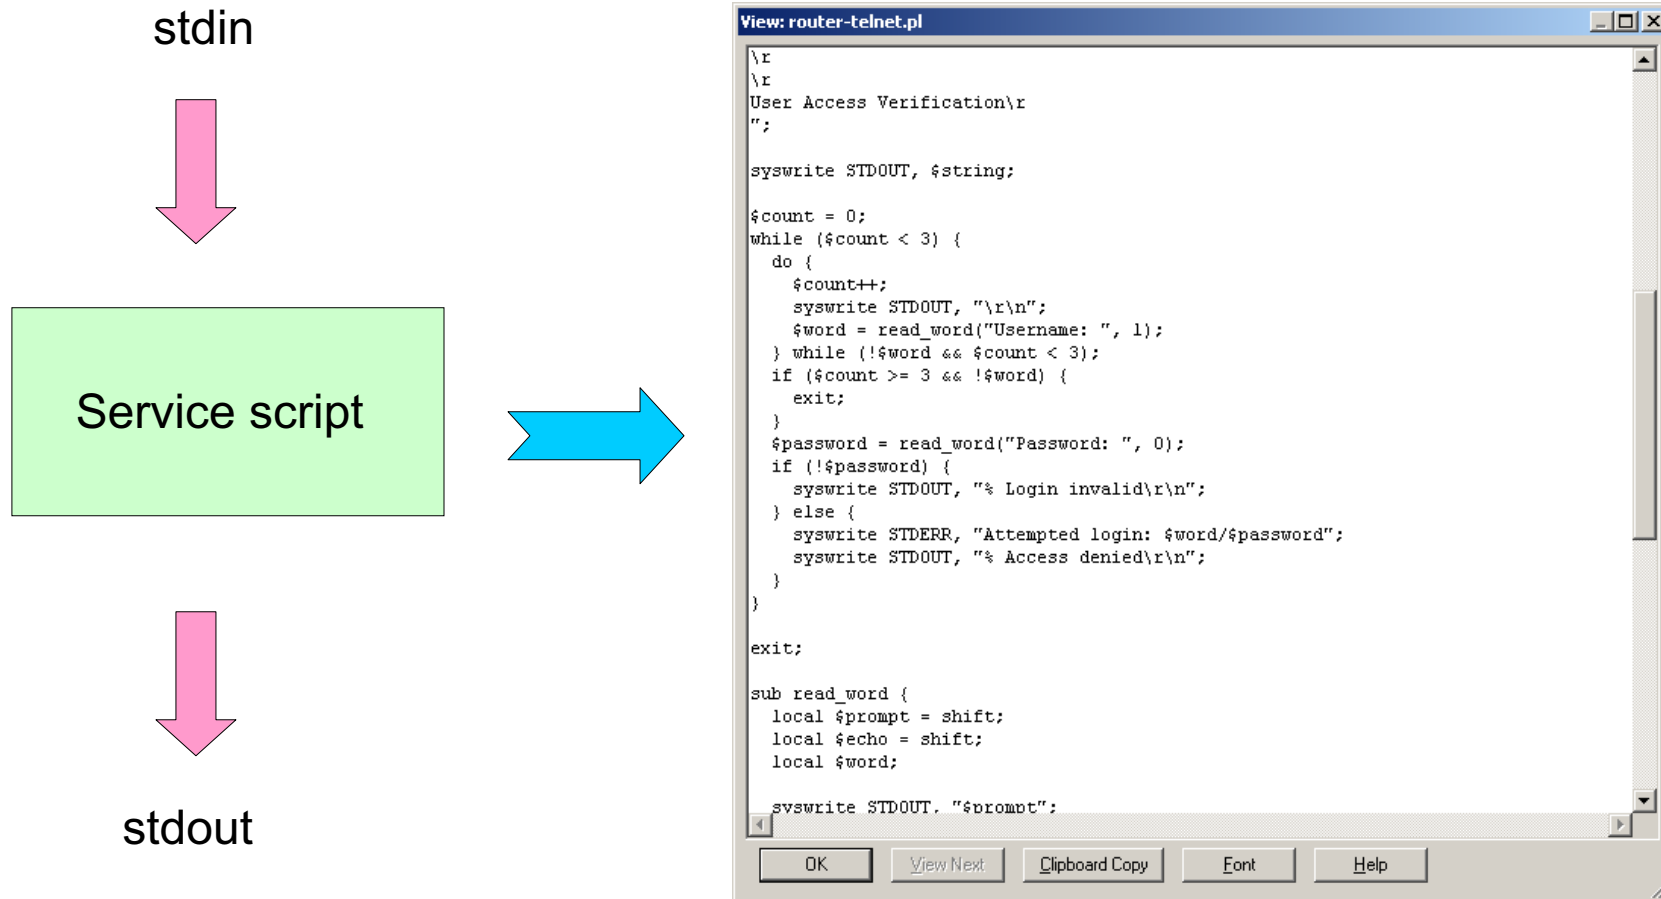 stdin
Service script
stdout
View: router-telnet.pl
\r
\r
User Access Verification\r
";

syswrite STDOUT, $string;

$count = 0;
while ($count < 3) {
  do {
    $count++;
    syswrite STDOUT, "\r\n";
    $word = read_word("Username: ", 1);
  } while (!$word && $count < 3);
  if ($count >= 3 && !$word) {
    exit;
  }
  $password = read_word("Password: ", 0);
  if (!$password) {
    syswrite STDOUT, "% Login invalid\r\n";
  } else {
    syswrite STDERR, "Attempted login: $word/$password";
    syswrite STDOUT, "% Access denied\r\n";
  }
}

exit;

sub read_word {
  local $prompt = shift;
  local $echo = shift;
  local $word;

  syswrite STDOUT, "$prompt";
OK View Next Clipboard Copy Font Help